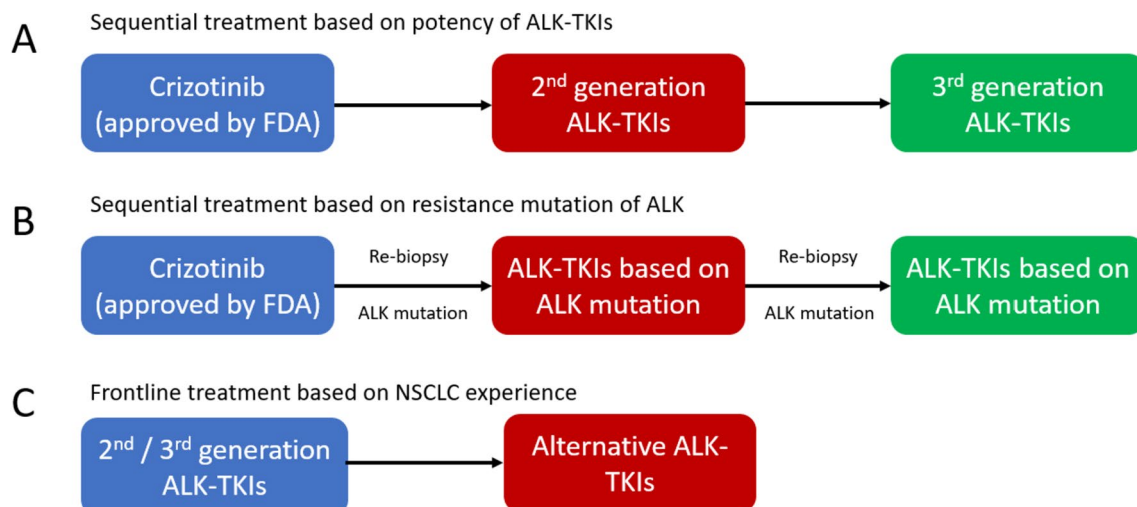 A
Sequential treatment based on potency of ALK-TKIs
Crizotinib
(approved by FDA)
2nd generation
ALK-TKIs
3rd generation
ALK-TKIs
B
Sequential treatment based on resistance mutation of ALK
Crizotinib
(approved by FDA)
Re-biopsy
ALK mutation
ALK-TKIs based on
ALK mutation
Re-biopsy
ALK mutation
ALK-TKIs based on
ALK mutation
C
Frontline treatment based on NSCLC experience
2nd / 3rd generation
ALK-TKIs
Alternative ALK-
TKIs